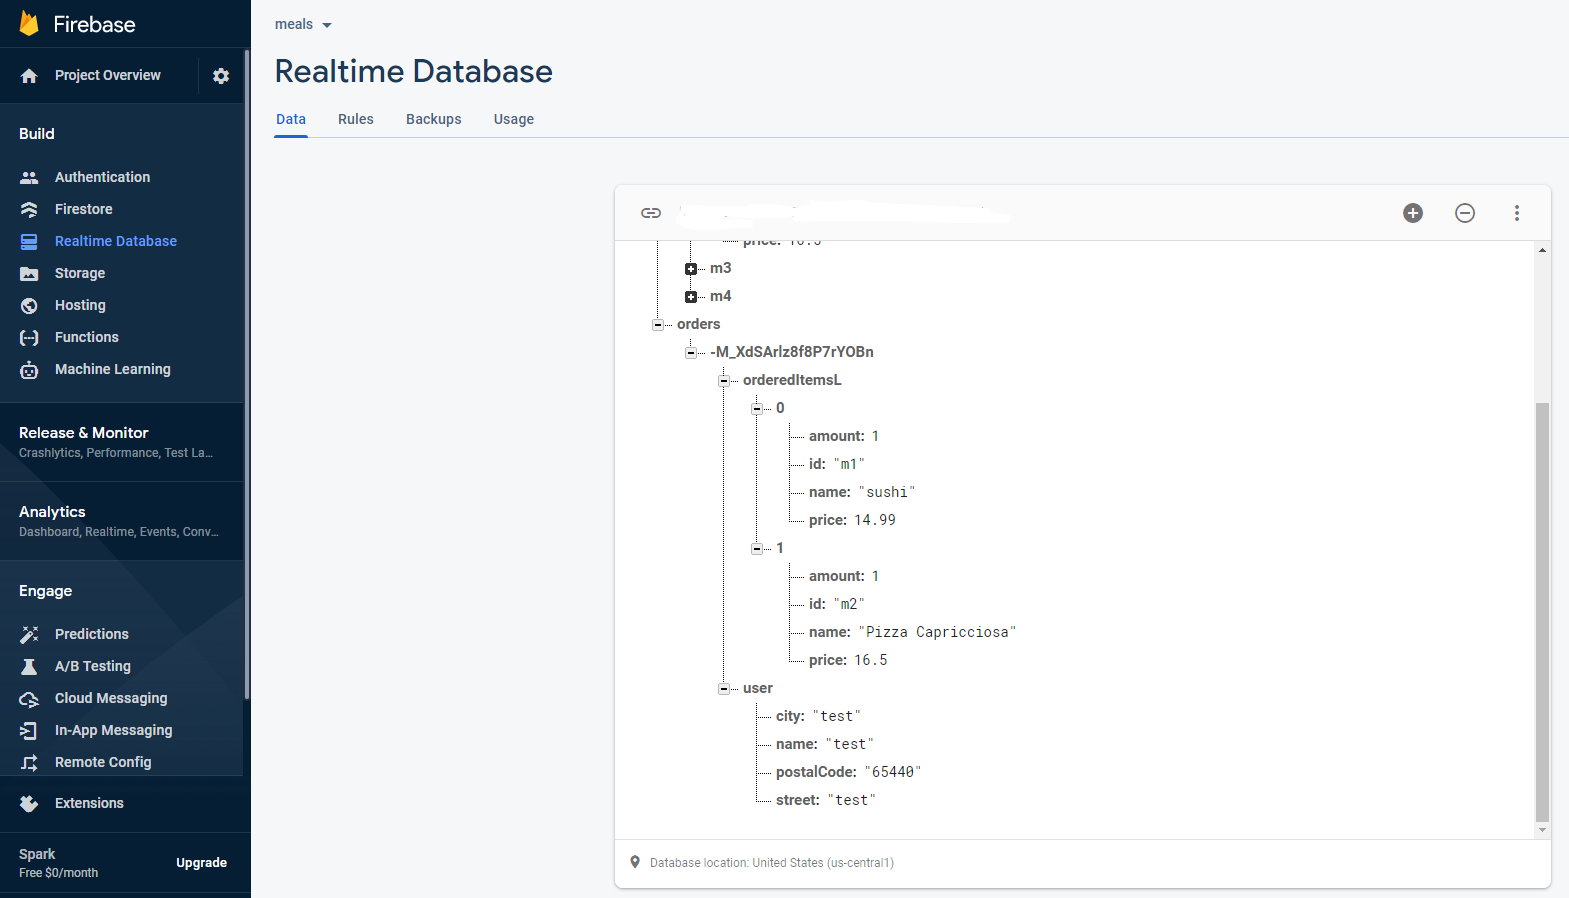 Firebase
Project Overview
Build
Authentication
Firestore
Realtime Database
Storage
Hosting
Functions
Machine Learning
Release & Monitor
Crashlytics, Performance, Test La...
Analytics
Dashboard, Realtime, Events, Conv...
Engage
Predictions
A/B Testing
Cloud Messaging
In-App Messaging
Remote Config
Extensions
Spark
Free $0/month
Upgrade
meals
Realtime Database
Data Rules Backups Usage
price: 16.5
m3
m4
orders
-M_XdSArlz8f8P7rYOBn
orderedItemsL
0
amount: 1
id: "m1"
name: "sushi"
price: 14.99
1
amount: 1
id: "m2"
name: "Pizza Capricciosa"
price: 16.5
user
city: "test"
name: "test"
postalCode: "65440"
street: "test"
Database location: United States (us-central1)